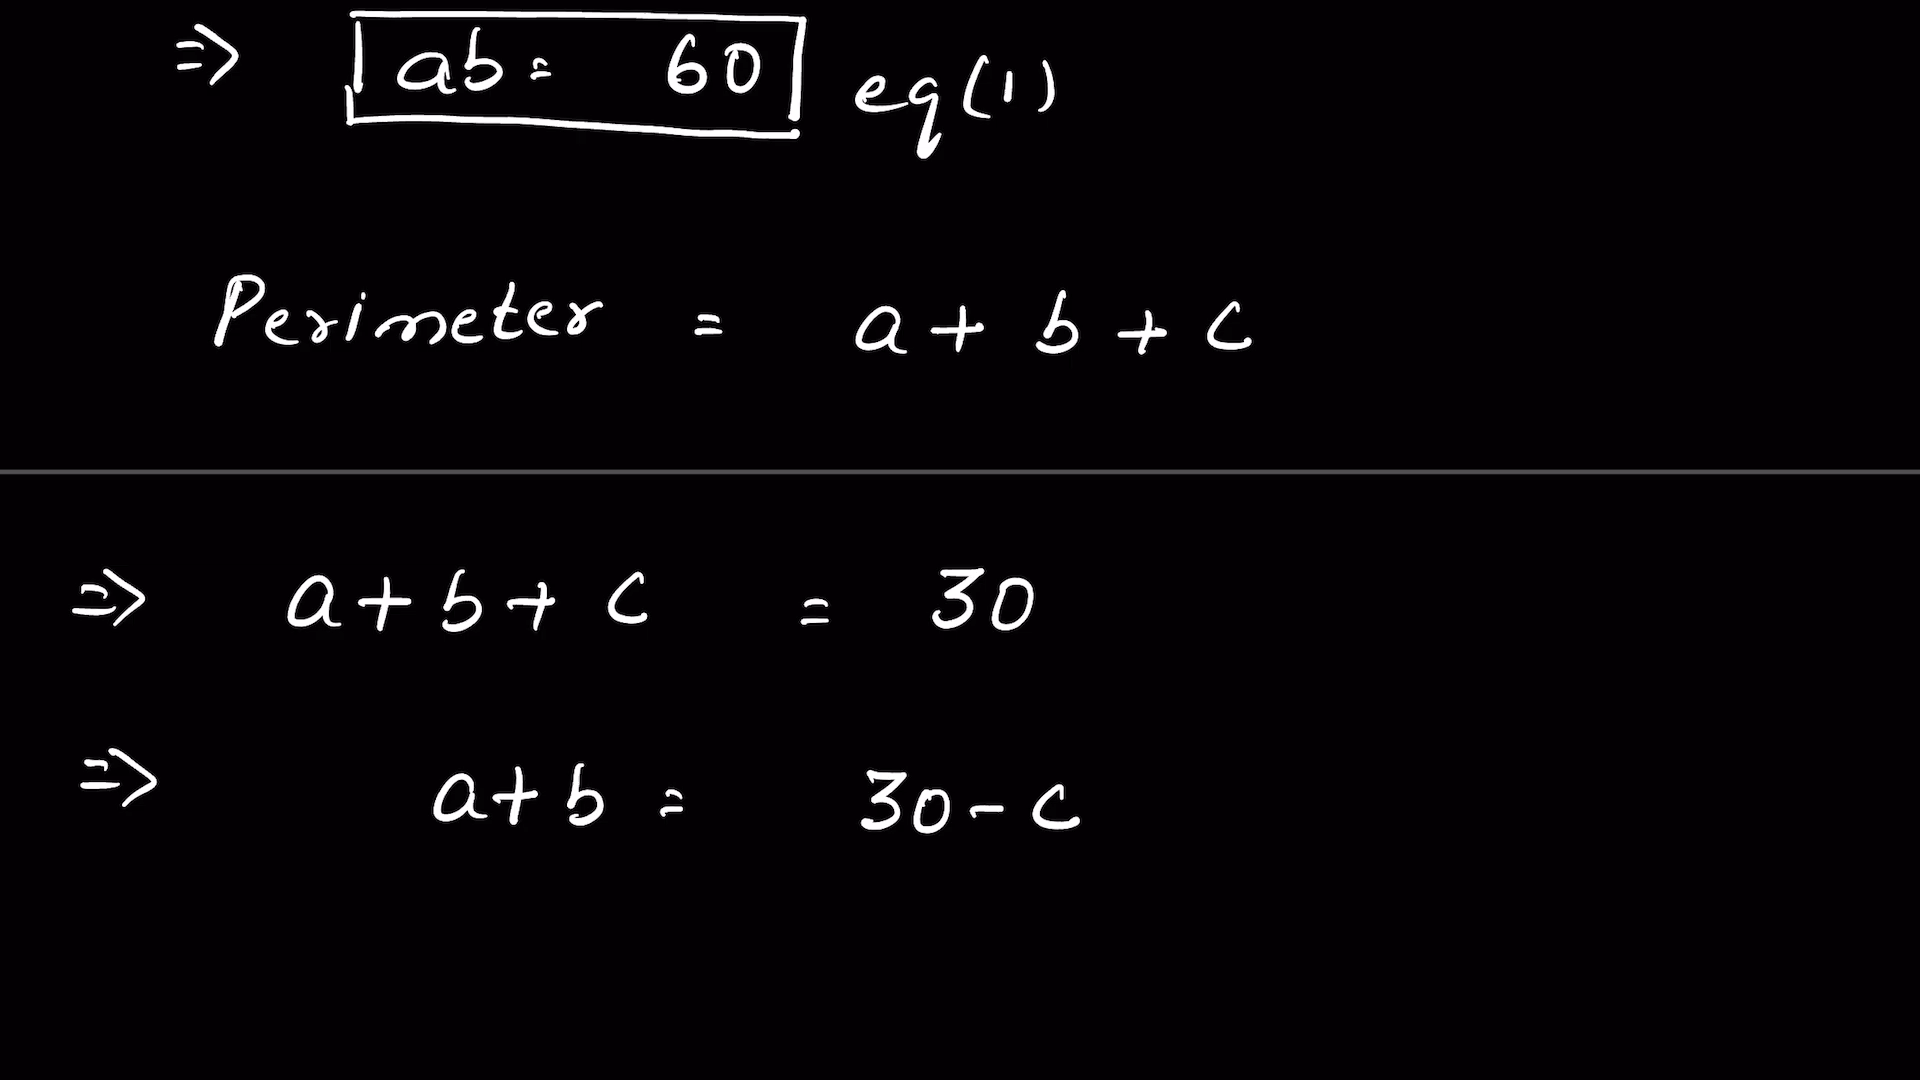 ⇒ ab = 60 eq(1)
Perimeter = a + b + c
⇒ a + b + c = 30
⇒ a + b = 30 - c